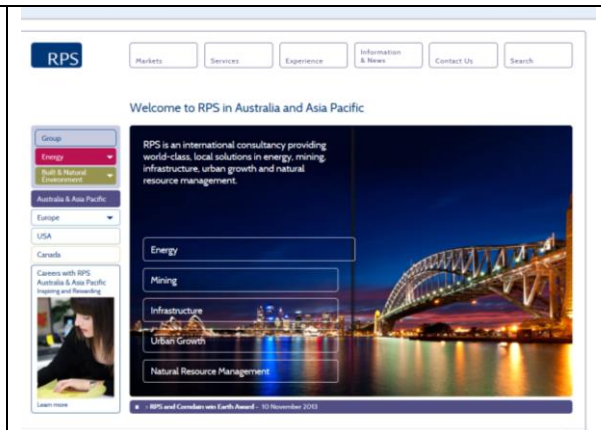 RPS
Markets
Services
Experience
Information
& News
Contact Us
Search
Welcome to RPS in Australia and Asia Pacific
Group
Energy
Built & Natural
Environment
Australia & Asia Pacific
Europe
USA
Canada
Careers with RPS
Australia & Asia Pacific
Inspiring and Rewarding
Learn more
RPS is an international consultancy providing
world-class, local solutions in energy, mining,
infrastructure, urban growth and natural
resource management.
Energy
Mining
Infrastructure
Urban Growth
Natural Resource Management
> RPS and Comdain win Earth Award - 10 November 2013